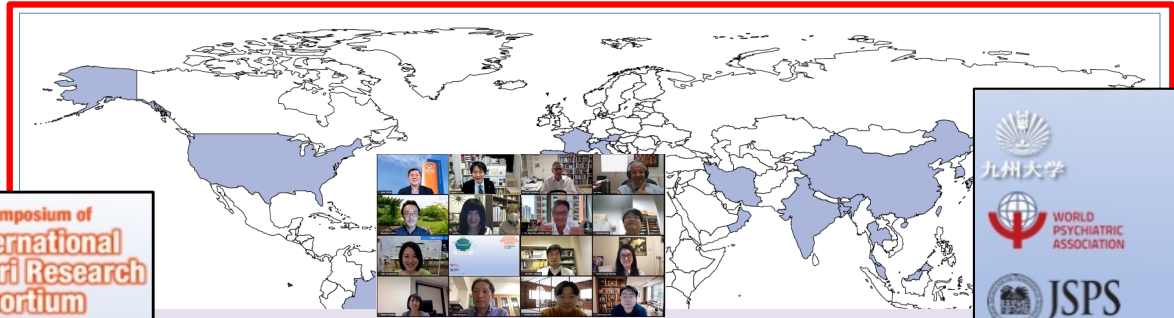 mposium of
ernational
ri Research
ortium
九州大学
WORLD
PSYCHIATRIC
ASSOCIATION
JSPS